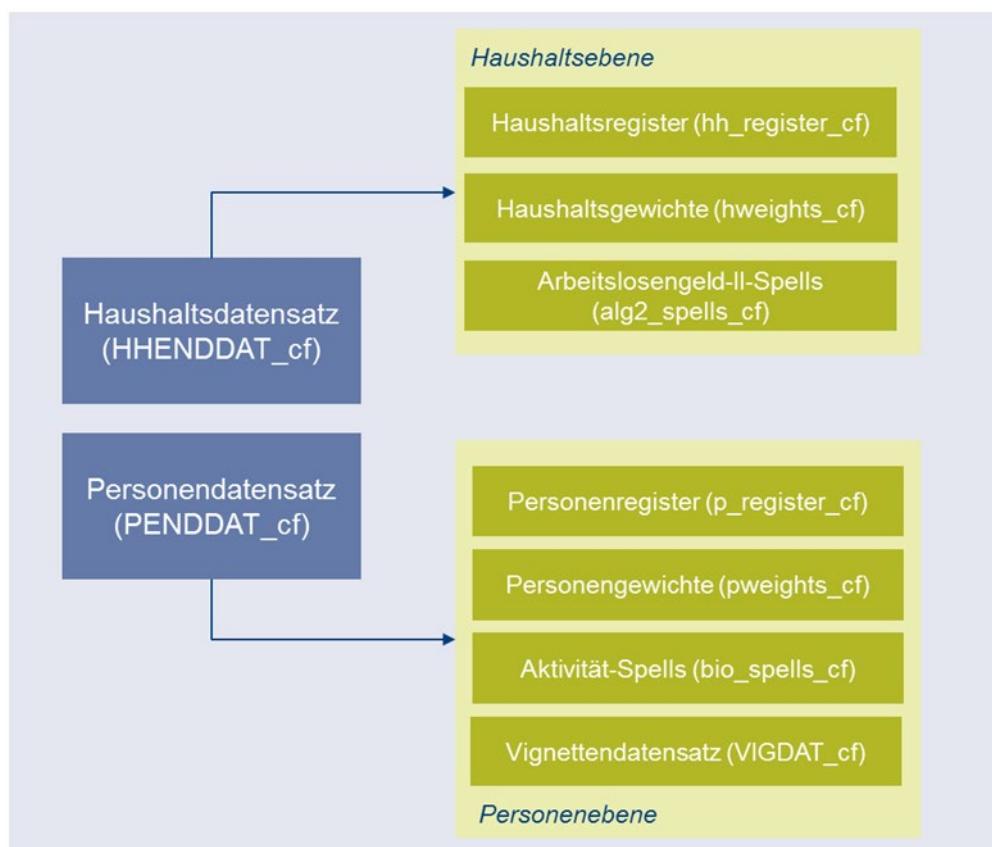 Haushaltsebene
Haushaltsregister (hh_register_cf)
Haushaltsgewichte (hweights_cf)
Arbeitslosengeld-II-Spells
(alg2_spells_cf)
Haushaltsdatensatz
(HHENDDAT_cf)
Personendatensatz
(PENDDAT_cf)
Personenregister (p_register_cf)
Personengewichte (pweights_cf)
Aktivität-Spells (bio_spells_cf)
Vignettendatensatz (VIGDAT_cf)
Personenebene